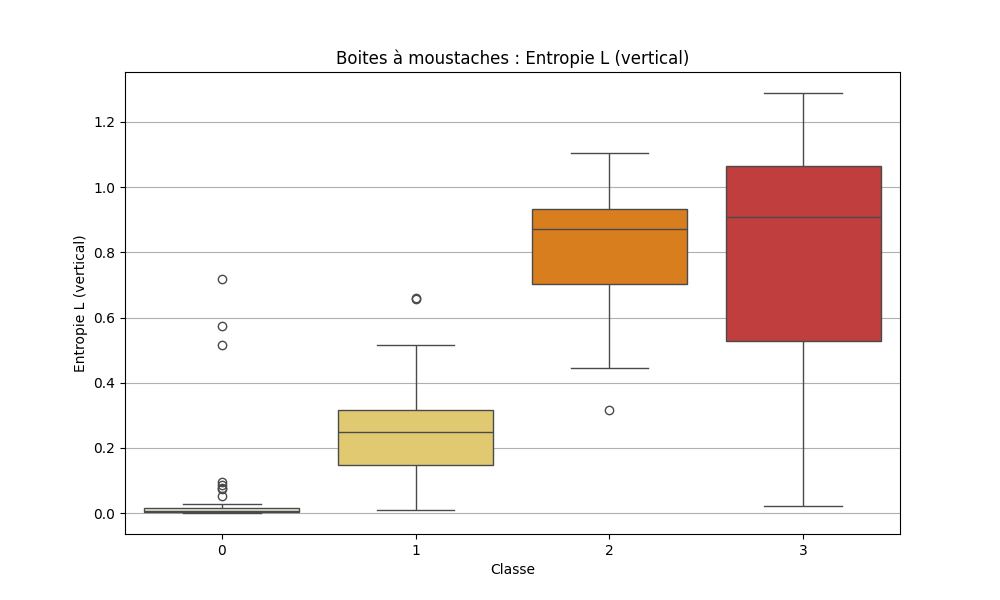 Boites à moustaches : Entropie L (vertical)
Entropie L (vertical)
1.2
1.0
0.8
0.6
0.4
0.2
0.0
0 1 2 3
Classe